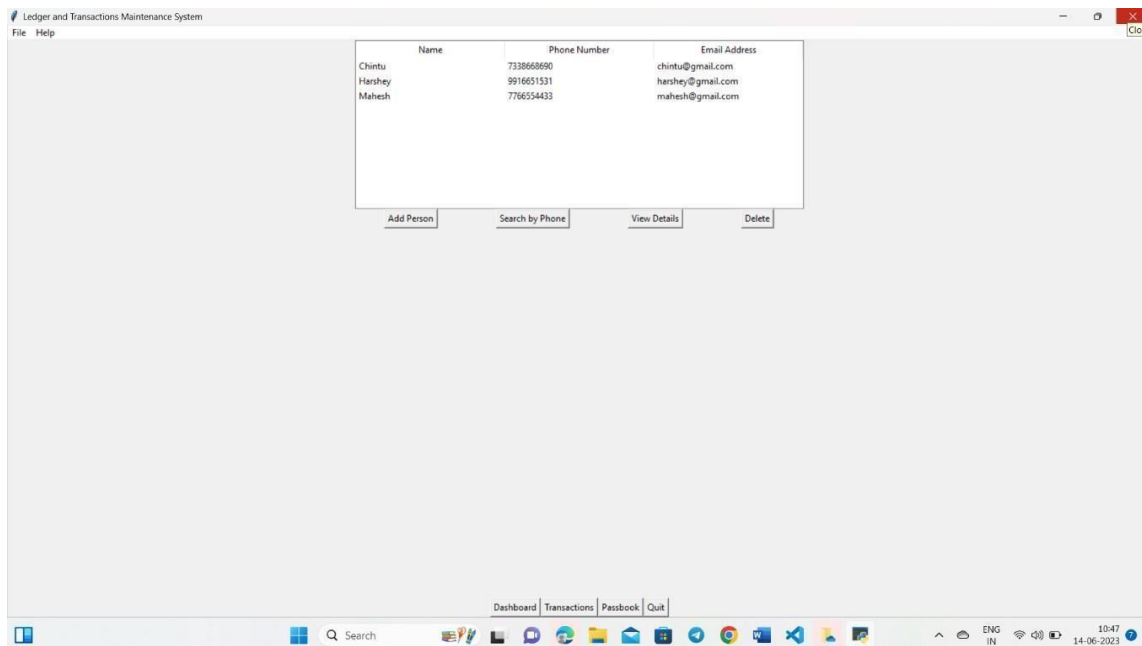 Ledger and Transactions Maintenance System
Clo
File Help
Name Phone Number Email Address
Chintu 7338668690 chintu@gmail.com
Harshey 9916651531 harshey@gmail.com
Mahesh 7766554433 mahesh@gmail.com
Add Person Search by Phone View Details Delete
Dashboard Transactions Passbook Quit
Search
ENG
IN
10:47
14-06-2023
7